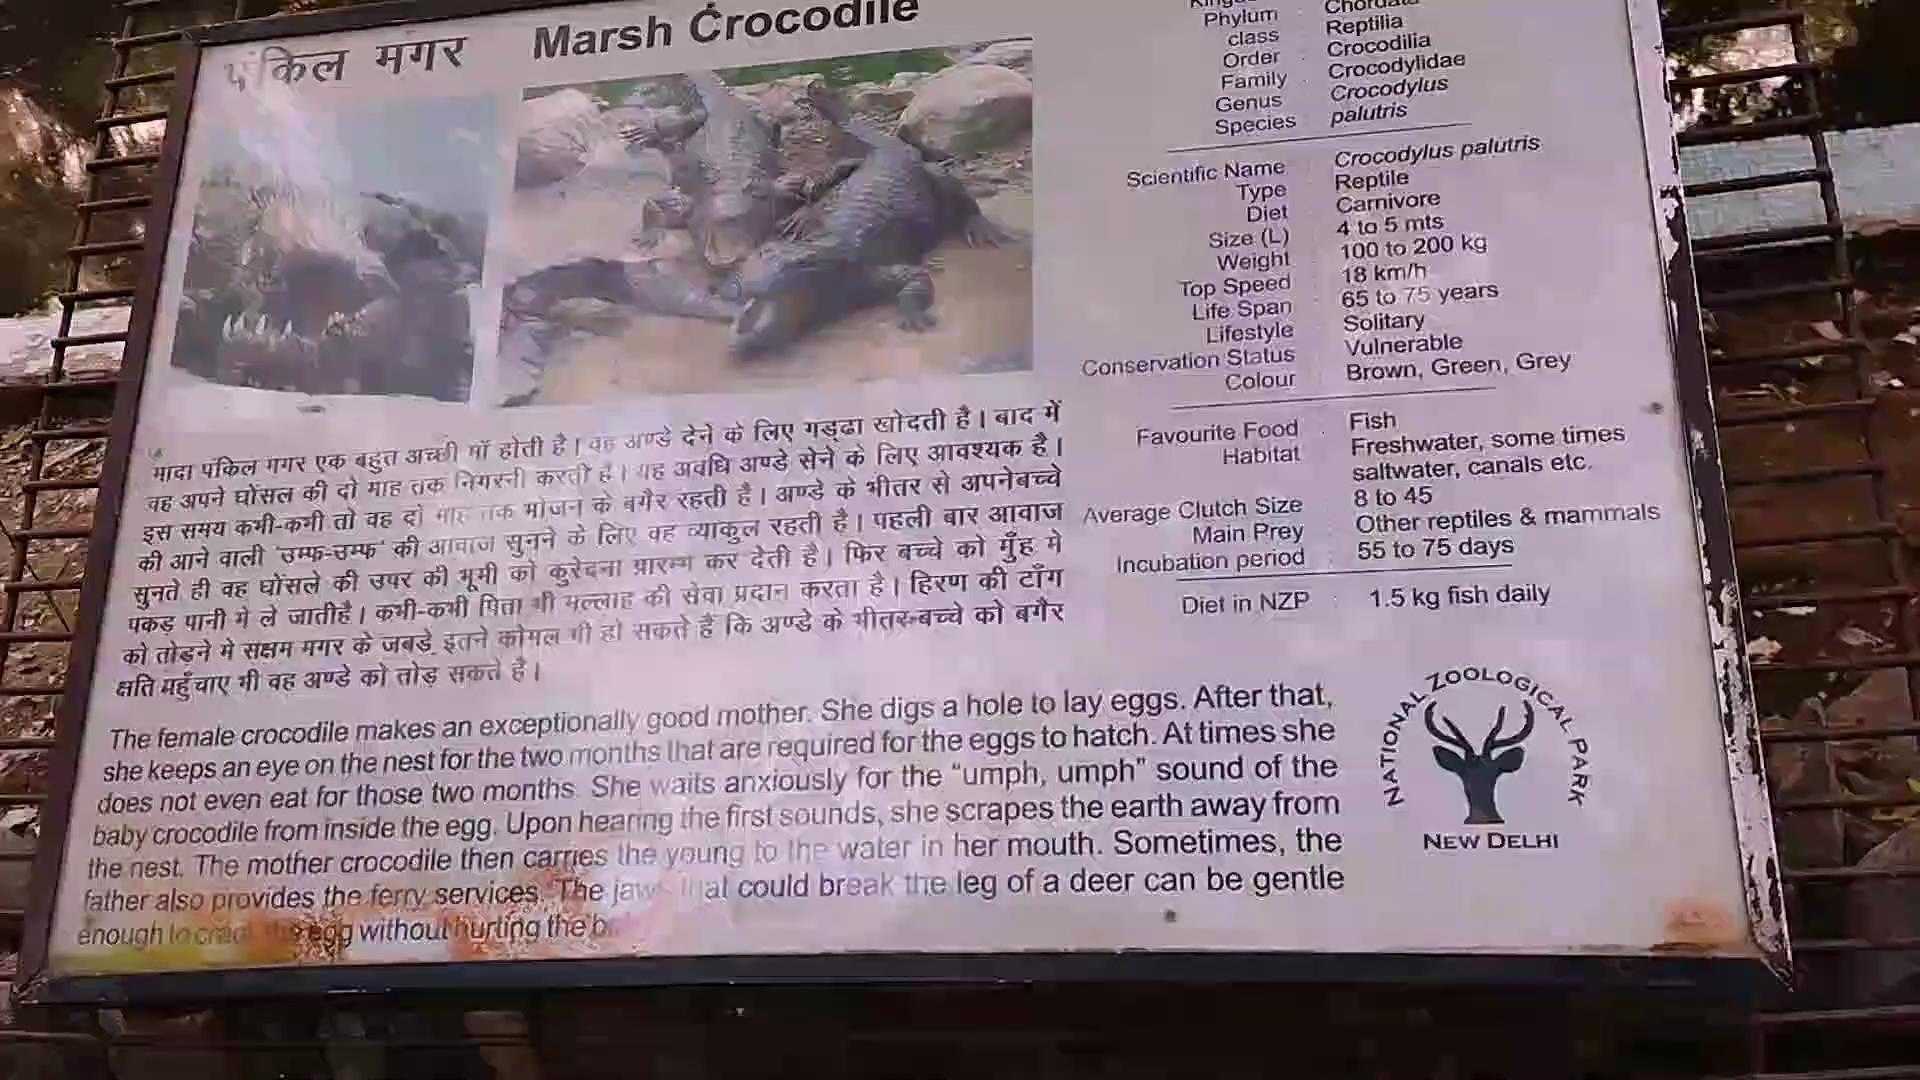 पंकिल मगर
Marsh Crocodile
Phylum : Chordata
class : Reptilia
Order : Crocodilia
Family : Crocodylidae
Genus : Crocodylus
Species : palutris
Scientific Name : Crocodylus palutris
Type : Reptile
Diet : Carnivore
Size (L) : 4 to 5 mts
Weight : 100 to 200 kg
Top Speed : 18 km/h
Life Span : 65 to 75 years
Lifestyle : Solitary
Conservation Status : Vulnerable
Colour : Brown, Green, Grey
Favourite Food : Fish
Habitat : Freshwater, some times
saltwater, canals etc.
Average Clutch Size : 8 to 45
Main Prey : Other reptiles & mammals
Incubation period : 55 to 75 days
Diet in NZP : 1.5 kg fish daily
मादा पंकिल मगर एक बहुत अच्छी माँ होती है। वह अण्डे देने के लिए गड्ढा खोदती है। बाद में
वह अपने घोंसल की दो माह तक निगरनी करती है। यह अवधि अण्डे सेने के लिए आवश्यक है।
इस समय कभी-कभी तो वह दो माह तक भोजन के बगैर रहती है। अण्डे के भीतर से अपनेबच्चे
की आने वाली 'उम्फ-उम्फ' की आवाज सुनने के लिए वह व्याकुल रहती है। पहली बार आवाज
सुनते ही वह घोंसले की उपर की भूमी को कुरेदना प्रारम्भ कर देती है। फिर बच्चे को मुँह मे
पकड़ पानी मे ले जातीहै। कभी-कभी पिता भी मल्लाह की सेवा प्रदान करता है। हिरण की टाँग
को तोड़ने मे सक्षम मगर के जबड़े इतने कोमल भी हो सकते हैं कि अण्डे के भीतर बच्चे को बगैर
क्षति पहुँचाए भी वह अण्डे को तोड़ सकते है।
The female crocodile makes an exceptionally good mother. She digs a hole to lay eggs. After that,
she keeps an eye on the nest for the two months that are required for the eggs to hatch. At times she
does not even eat for those two months. She waits anxiously for the “umph, umph” sound of the
baby crocodile from inside the egg. Upon hearing the first sounds, she scrapes the earth away from
the nest. The mother crocodile then carries the young to the water in her mouth. Sometimes, the
father also provides the ferry services. The jaws that could break the leg of a deer can be gentle
enough to crack the egg without hurting the
NATIONAL ZOOLOGICAL PARK
NEW DELHI